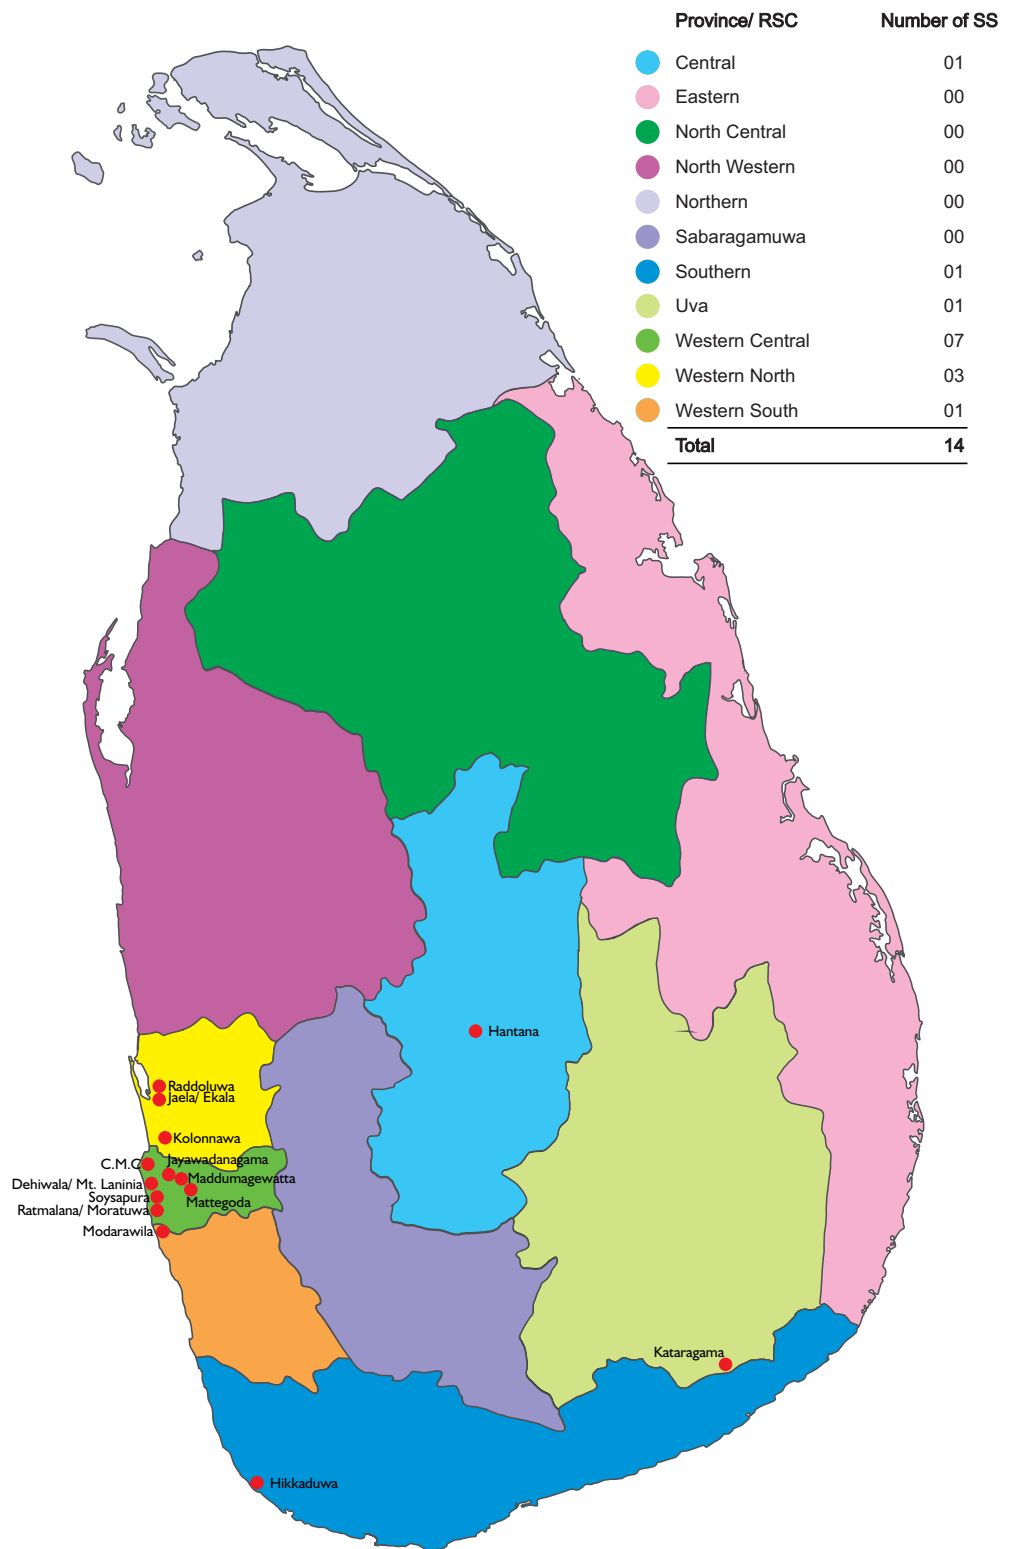 Province/ RSC Number of SS
Central 01
Eastern 00
North Central 00
North Western 00
Northern 00
Sabaragamuwa 00
Southern 01
Uva 01
Western Central 07
Western North 03
Western South 01
Total 14
Hantana
Raddoluwa
Jaela/ Ekala
Kolonnawa
Jayawadanagama
C.M.C
Maddumagewatta
Dehiwala/ Mt. Laninia
Soysapura
Mattegoda
Ratmalana/ Moratuwa
Modarawila
Kataragama
Hikkaduwa